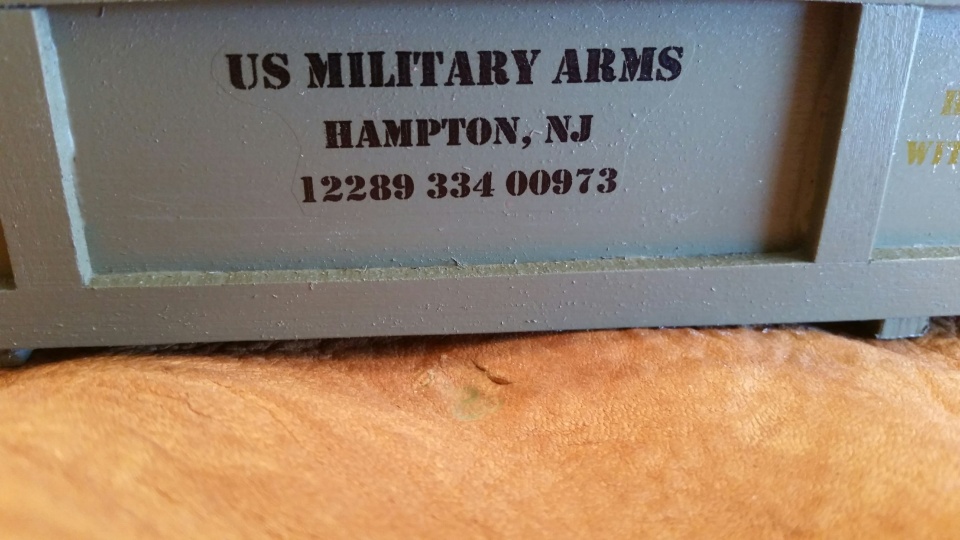 US MILITARY ARMS
HAMPTON, NJ
12289 334 00973